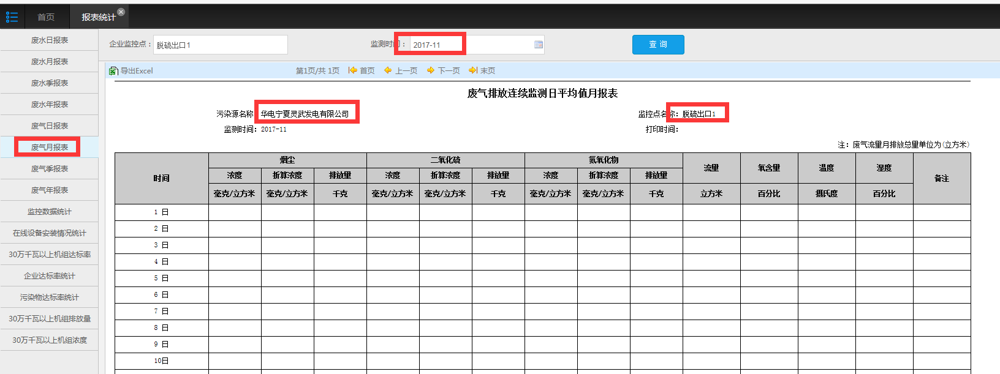 首页 报表统计
废水日报表
废水月报表
废水季报表
废水年报表
废气日报表
废气月报表
废气季报表
废气年报表
监控数据统计
在线设备安装情况统计
30万千瓦以上机组达标率
企业达标率统计
污染物达标率统计
30万千瓦以上机组排放量
30万千瓦以上机组浓度
企业监控点： 脱硫出口1 监测时间： 2017-11 查 询
导出Excel 第1页/共 1页 首页 上一页 下一页 末页
废气排放连续监测日平均值月报表
污染源名称 华电宁夏灵武发电有限公司 监控点名称：脱硫出口1
监测时间：2017-11 打印时间：
注：废气流量月排放总量单位为(立方米)
时间 烟尘 二氧化硫 氮氧化物 流量 氧含量 温度 湿度 备注
浓度 折算浓度 排放量 浓度 折算浓度 排放量 浓度 折算浓度 排放量
毫克/立方米 毫克/立方米 千克 毫克/立方米 毫克/立方米 千克 毫克/立方米 毫克/立方米 千克 立方米 百分比 摄氏度 百分比
1 日
2 日
3 日
4 日
5 日
6 日
7 日
8 日
9 日
10日